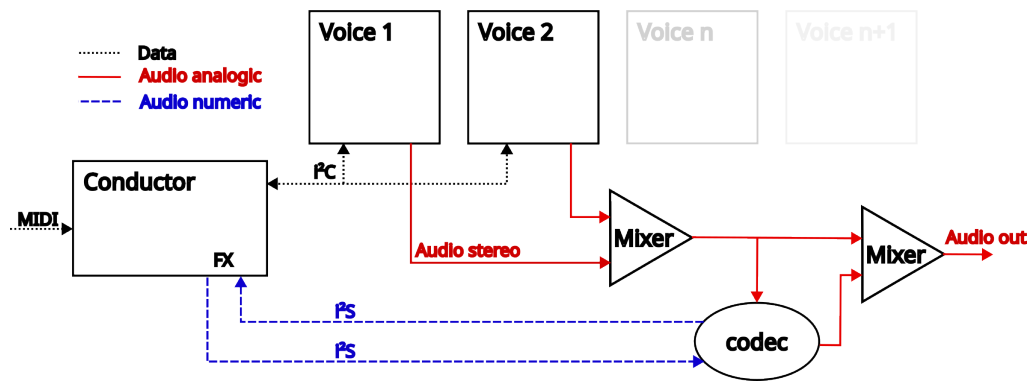 Voice 1
Voice 2
Voice n
Voice n+1
Data
Audio analogic
Audio numeric
I²C
Conductor
MIDI
FX
Audio stereo
Mixer
Mixer
Audio out
I²S
I²S
codec